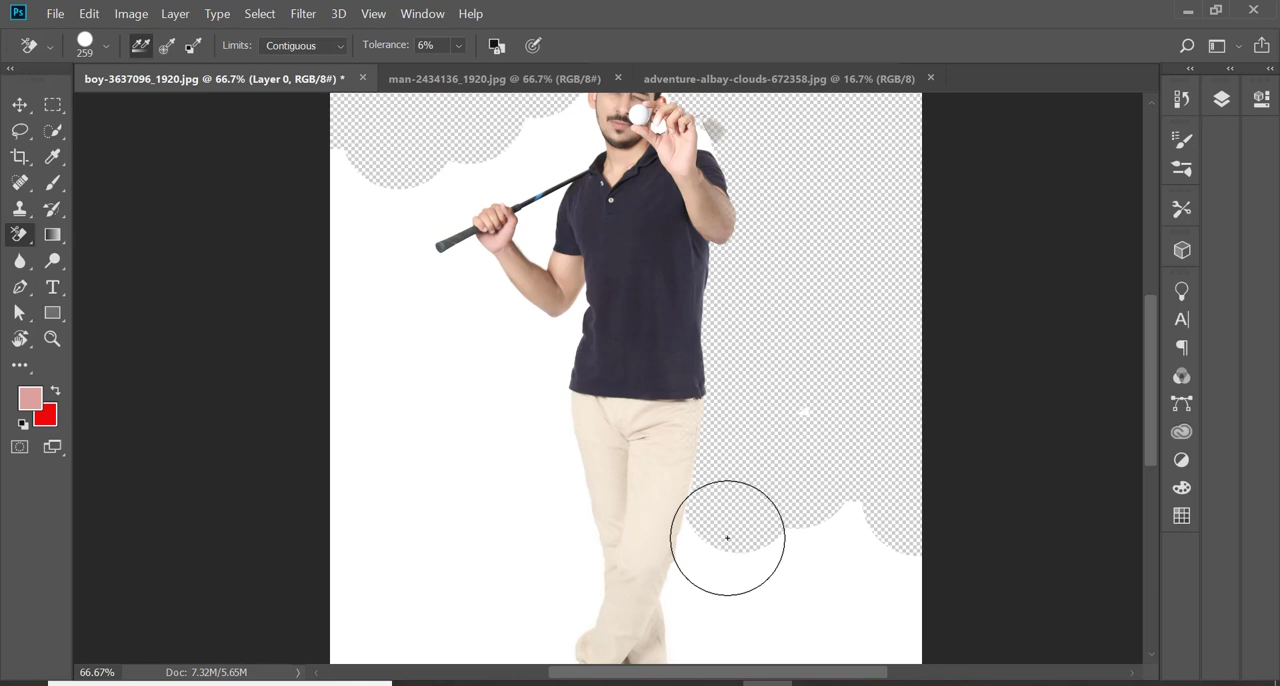 Ps File Edit Image Layer Type Select Filter 3D View Window Help
259 Limits: Contiguous Tolerance: 6%
boy-3637096_1920.jpg @ 66.7% (Layer 0, RGB/8#) * man-2434136_1920.jpg @ 66.7% (RGB/8#) adventure-albay-clouds-672358.jpg @ 16.7% (RGB/8)
66.67% Doc: 7.32M/5.65M